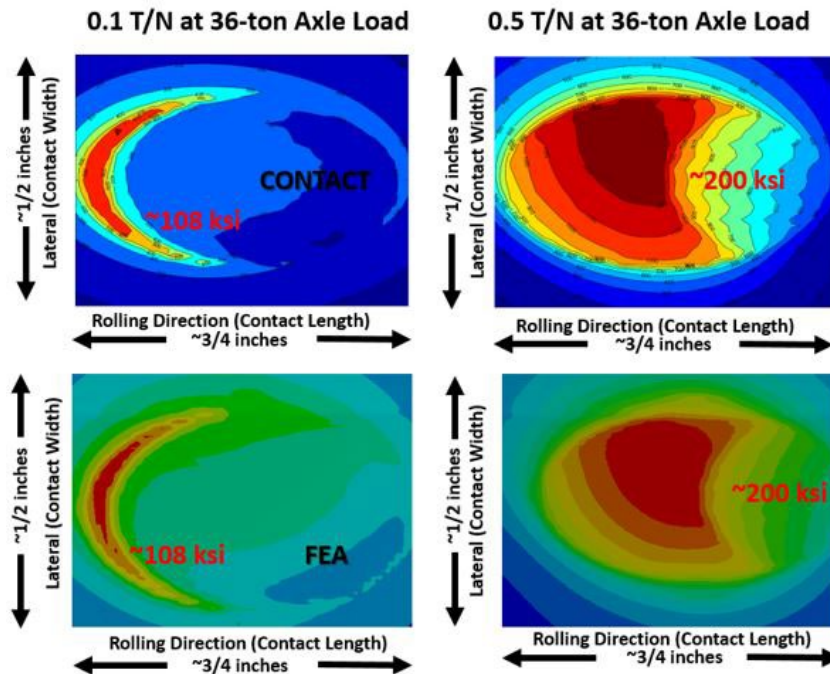 0.1 T/N at 36-ton Axle Load
0.5 T/N at 36-ton Axle Load
~1/2 inches
Lateral (Contact Width)
CONTACT
~108 ksi
Rolling Direction (Contact Length)
~3/4 inches
~1/2 inches
Lateral (Contact Width)
~200 ksi
Rolling Direction (Contact Length)
~3/4 inches
~1/2 inches
Lateral (Contact Width)
~108 ksi
FEA
Rolling Direction (Contact Length)
~3/4 inches
~1/2 inches
Lateral (Contact Width)
~200 ksi
Rolling Direction (Contact Length)
~3/4 inches